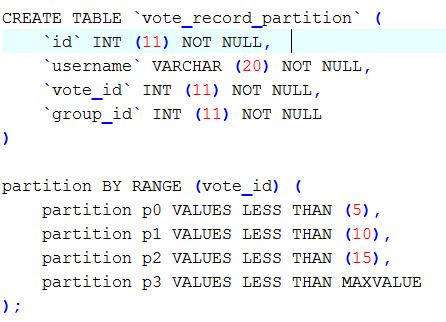 CREATE TABLE `vote_record_partition` (
`id` INT (11) NOT NULL,
`username` VARCHAR (20) NOT NULL,
`vote_id` INT (11) NOT NULL,
`group_id` INT (11) NOT NULL
)
partition BY RANGE (vote_id) (
partition p0 VALUES LESS THAN (5),
partition p1 VALUES LESS THAN (10),
partition p2 VALUES LESS THAN (15),
partition p3 VALUES LESS THAN MAXVALUE
);